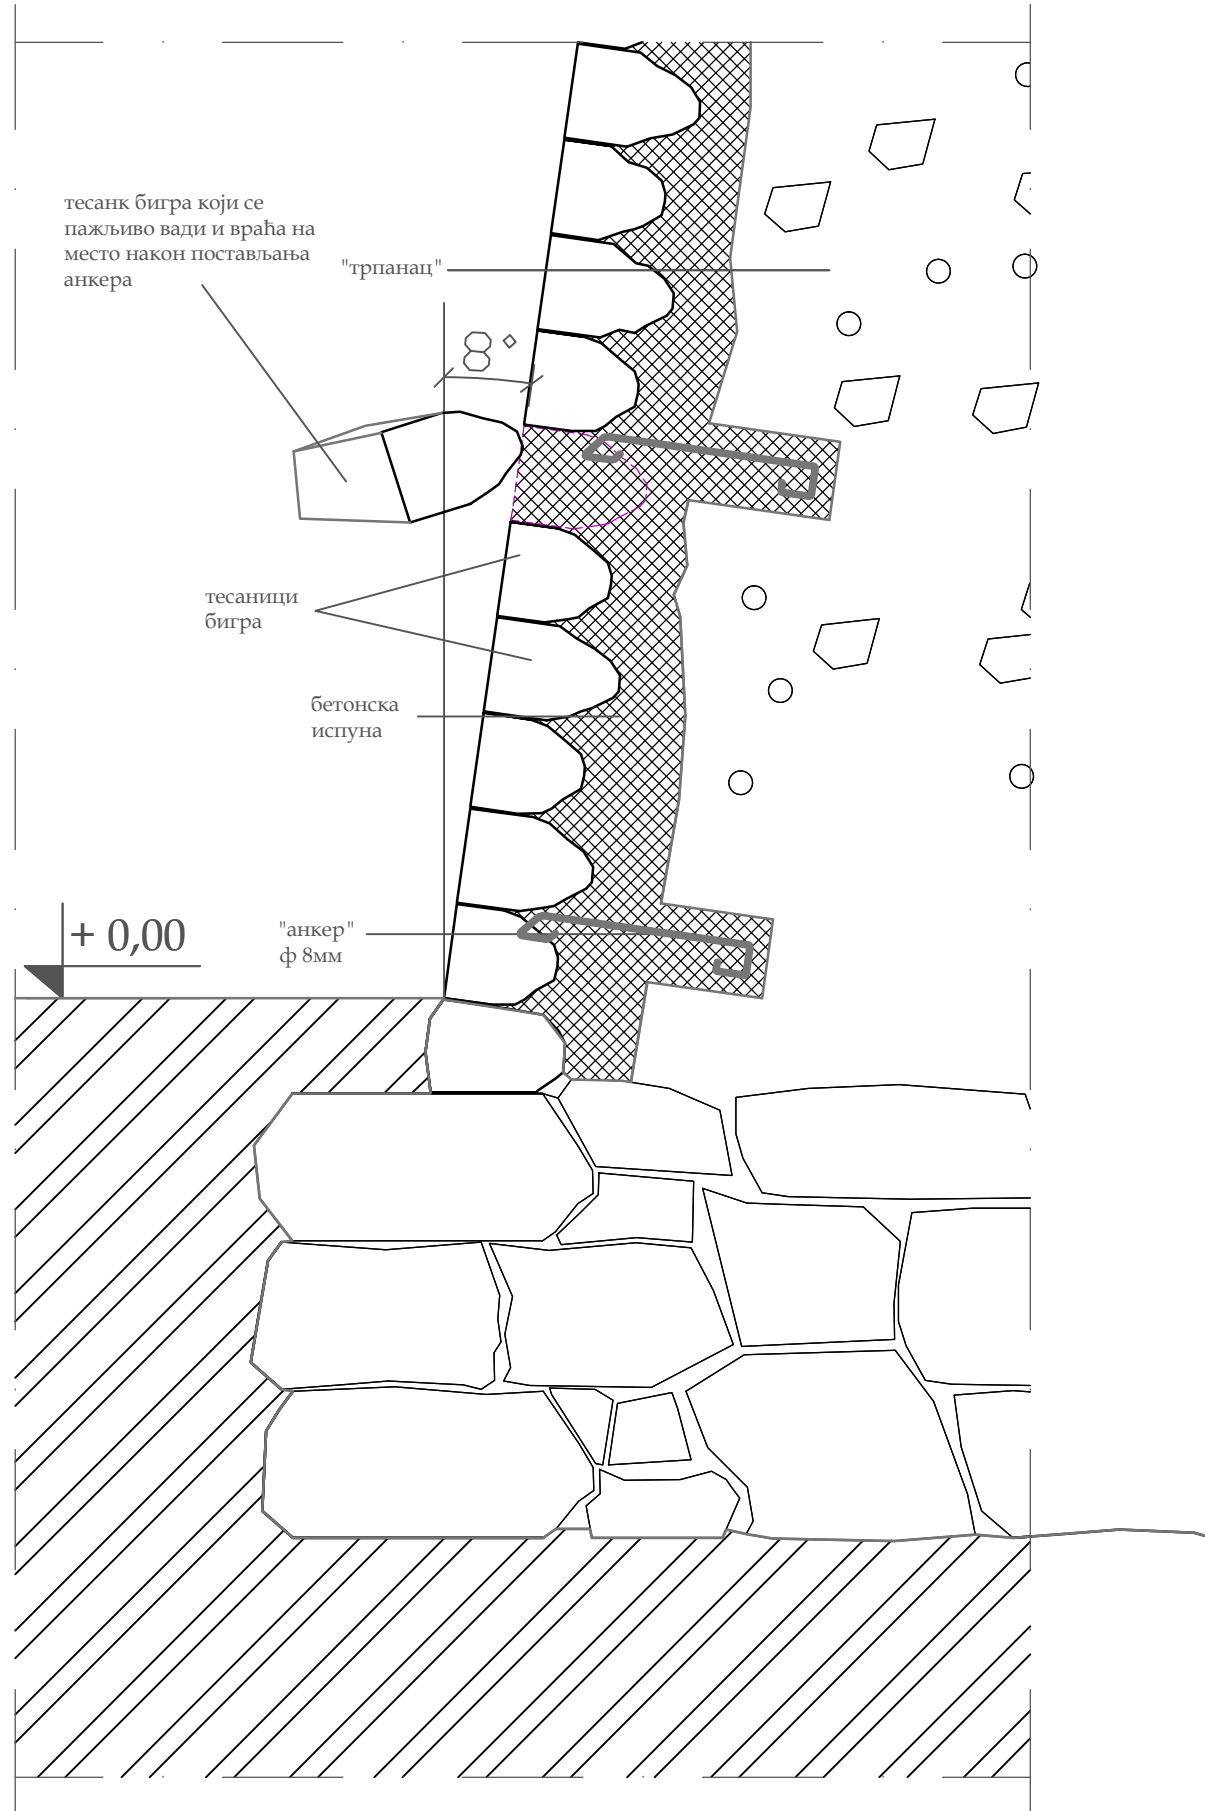 тесанк бигра који се
пажљиво вади и враћа на
место након постављања
анкера
"трпанац"
8°
тесаници
бигра
бетонска
испуна
+ 0,00
"анкер"
ф 8мм